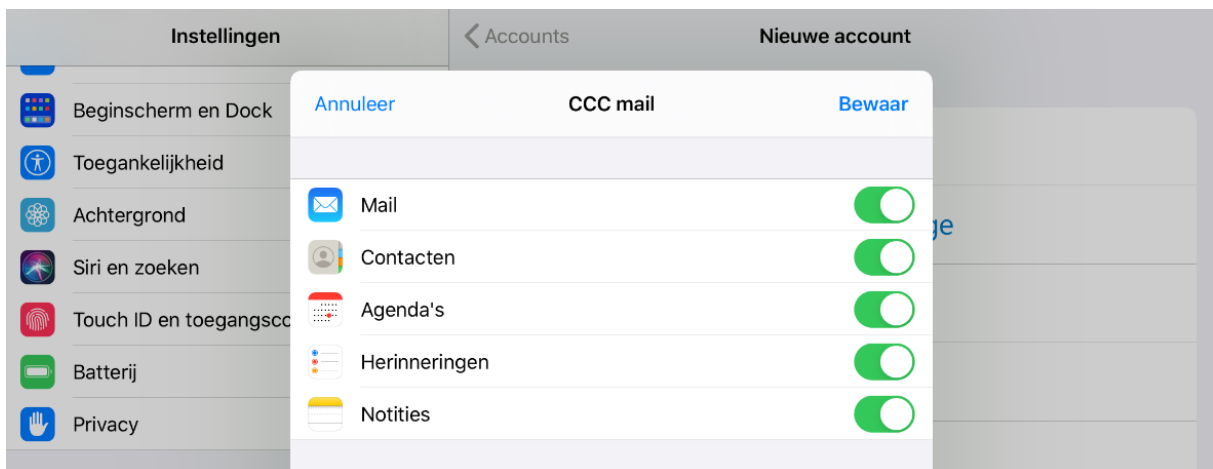 Instellingen
Accounts
Nieuwe account
Beginscherm en Dock
Toegankelijkheid
Achtergrond
Siri en zoeken
Touch ID en toegangsco
Batterij
Privacy
Annuleer
CCC mail
Bewaar
Mail
Contacten
Agenda's
Herinneringen
Notities